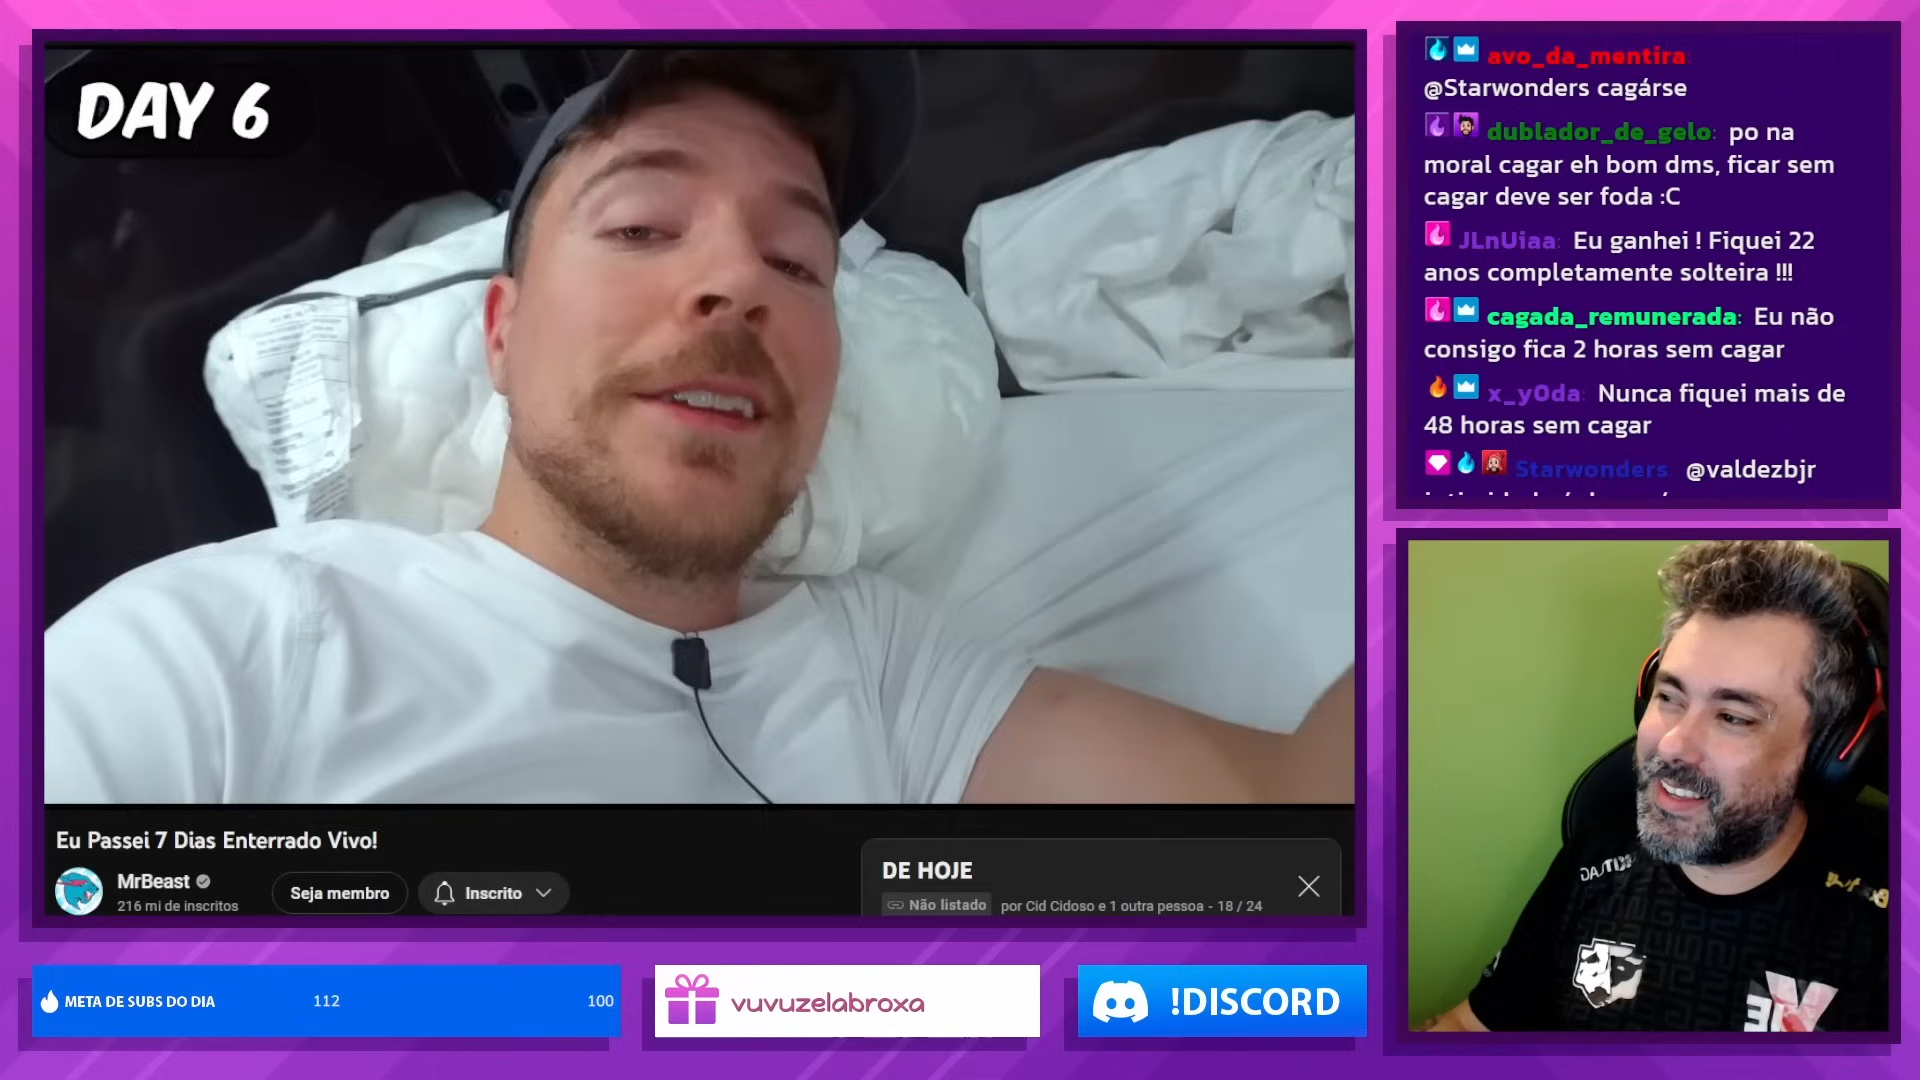 DAY 6
avo_da_mentira:
@Starwonders cagárse
dublador_de_gelo: po na
moral cagar eh bom dms, ficar sem
cagar deve ser foda :C
JLnUiaa: Eu ganhei ! Fiquei 22
anos completamente solteira !!!
cagada_remunerada: Eu não
consigo fica 2 horas sem cagar
x_y0da: Nunca fiquei mais de
48 horas sem cagar
Starwonders @valdezbjr
Eu Passei 7 Dias Enterrado Vivo!
MrBeast
216 mi de inscritos
Seja membro
Inscrito
DE HOJE
Não listado por Cid Cidoso e 1 outra pessoa - 18 / 24
META DE SUBS DO DIA 112 100
vuvuzelabroxa
!DISCORD